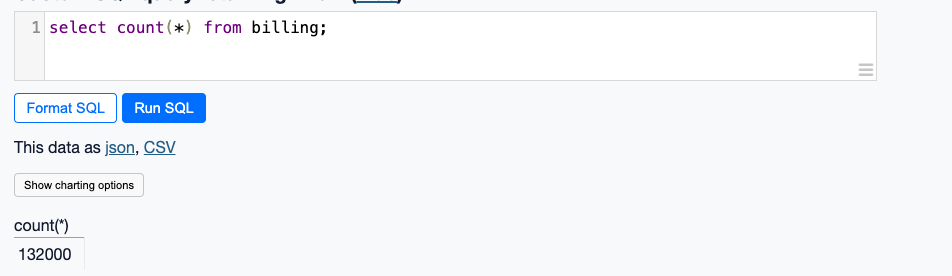 1 select count(*) from billing;
Format SQL Run SQL
This data as json, CSV
Show charting options
count(*)
132000